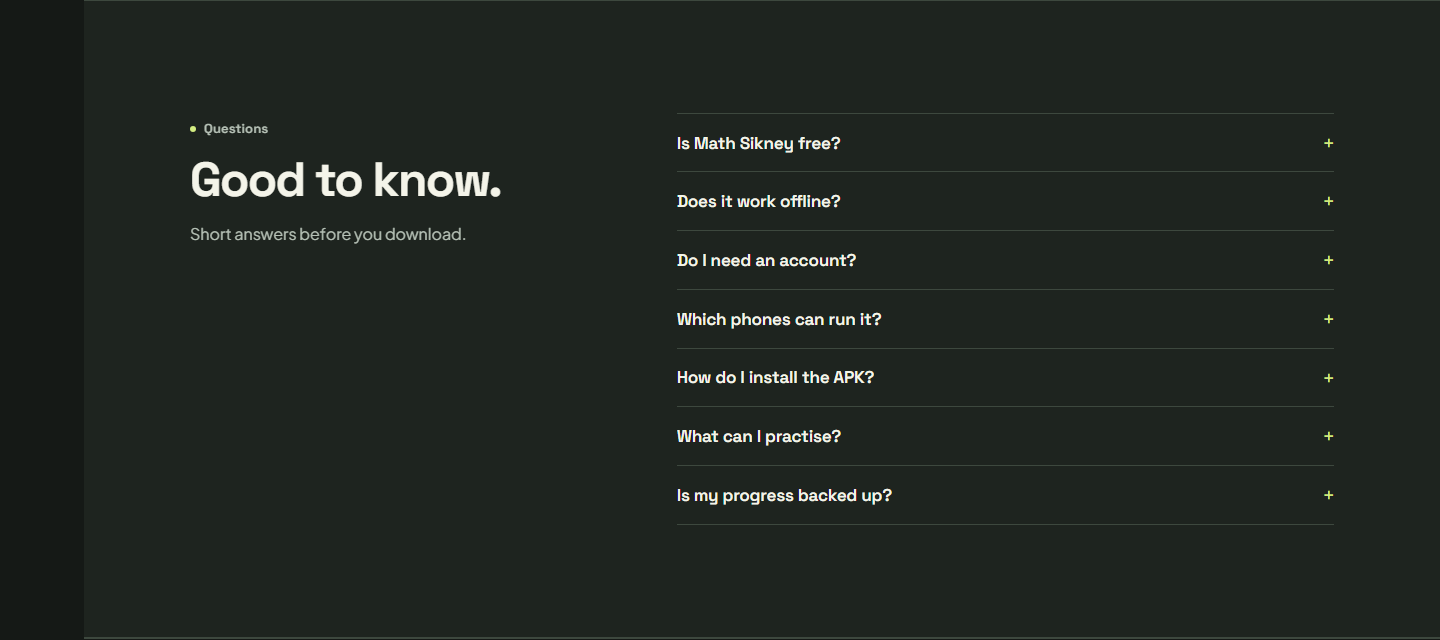 Questions
Good to know.
Short answers before you download.
Is Math Sikney free?
+
Does it work offline?
+
Do I need an account?
+
Which phones can run it?
+
How do I install the APK?
+
What can I practise?
+
Is my progress backed up?
+